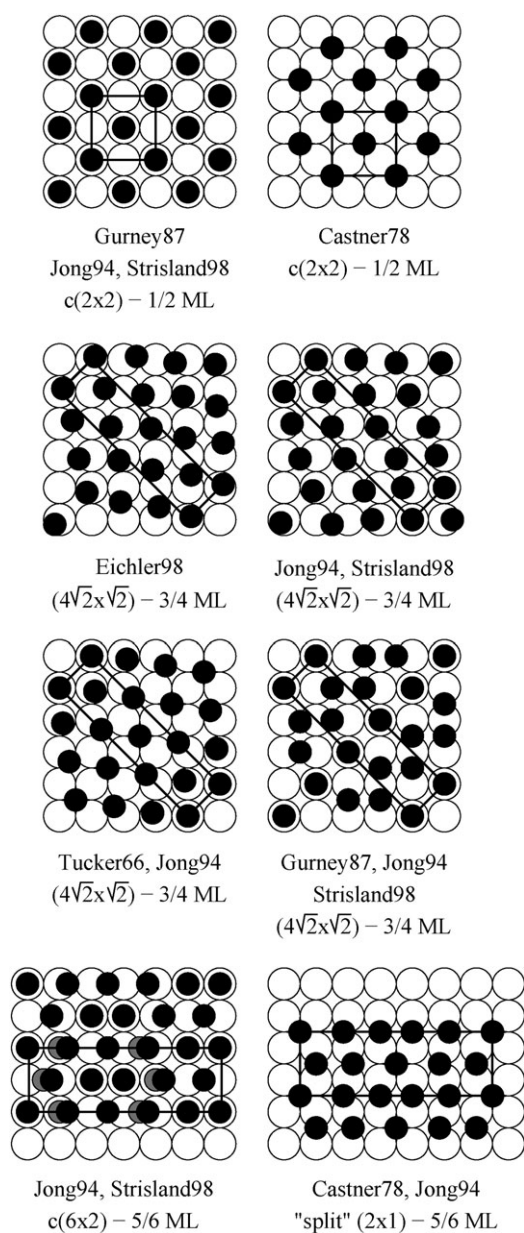 Gurney87
Jong94, Strisland98
c(2x2) − 1/2 ML
Castner78
c(2x2) − 1/2 ML
Eichler98
(4√2x√2) − 3/4 ML
Jong94, Strisland98
(4√2x√2) − 3/4 ML
Tucker66, Jong94
(4√2x√2) − 3/4 ML
Gurney87, Jong94
Strisland98
(4√2x√2) − 3/4 ML
Jong94, Strisland98
c(6x2) − 5/6 ML
Castner78, Jong94
"split" (2x1) − 5/6 ML